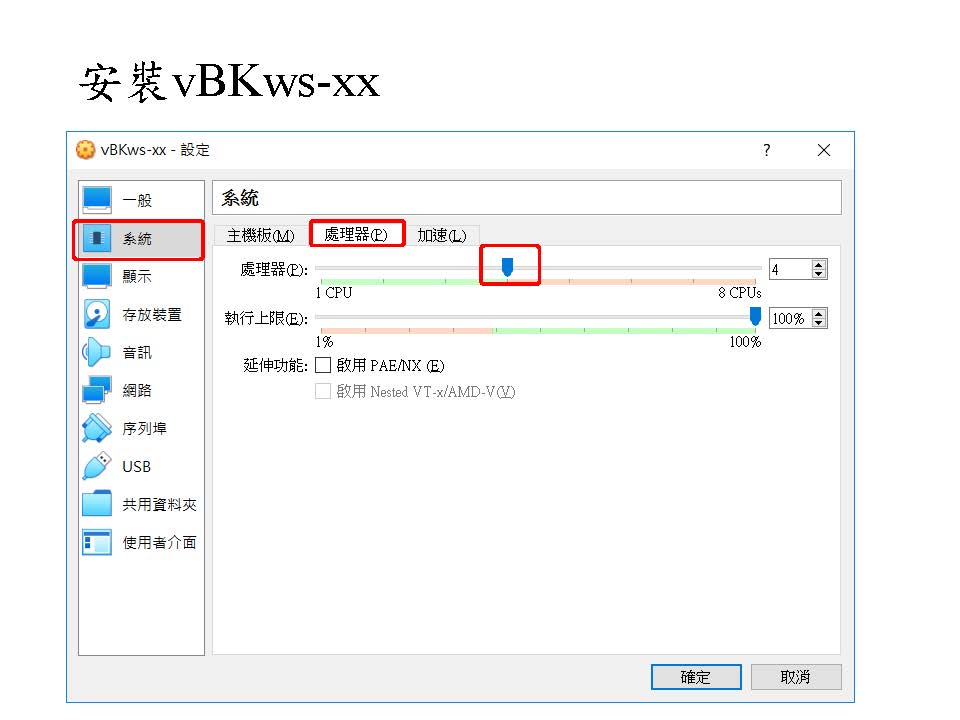 安裝vBKws-xx
vBKws-xx - 設定
?
一般
系統
顯示
存放裝置
音訊
網路
序列埠
USB
共用資料夾
使用者介面
系統
主機板(M) 處理器(P) 加速(L)
處理器(P): 4
1 CPU 8 CPUs
執行上限(E): 100%
1% 100%
延伸功能: 啟用 PAE/NX (E)
啟用 Nested VT-x/AMD-V(V)
確定 取消